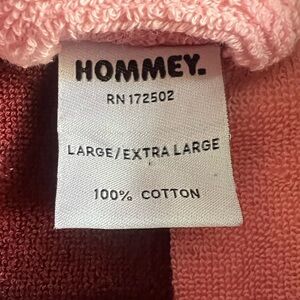 HOMMEY.
RN 172502
LARGE/EXTRA LARGE
100% COTTON